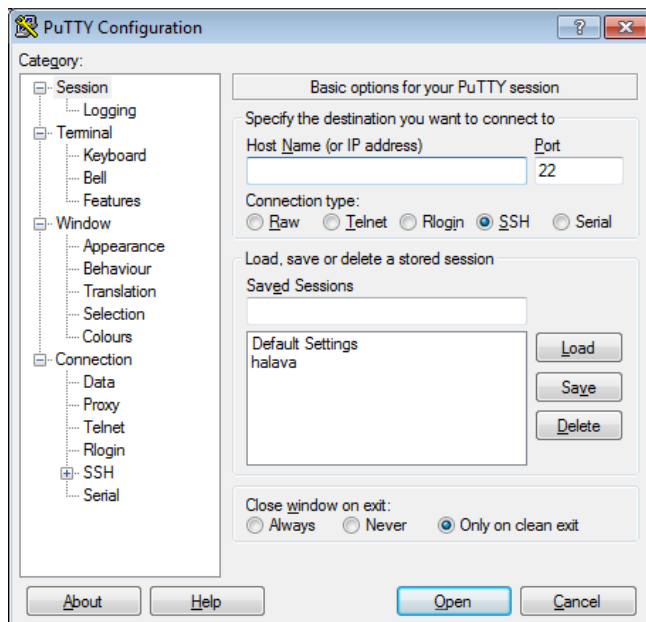 PuTTY Configuration
Category:
Session
Logging
Terminal
Keyboard
Bell
Features
Window
Appearance
Behaviour
Translation
Selection
Colours
Connection
Data
Proxy
Telnet
Rlogin
SSH
Serial
Basic options for your PuTTY session
Specify the destination you want to connect to
Host Name (or IP address) Port
22
Connection type:
Raw Telnet Rlogin SSH Serial
Load, save or delete a stored session
Saved Sessions
Default Settings
halava
Load
Save
Delete
Close window on exit:
Always Never Only on clean exit
About Help Open Cancel